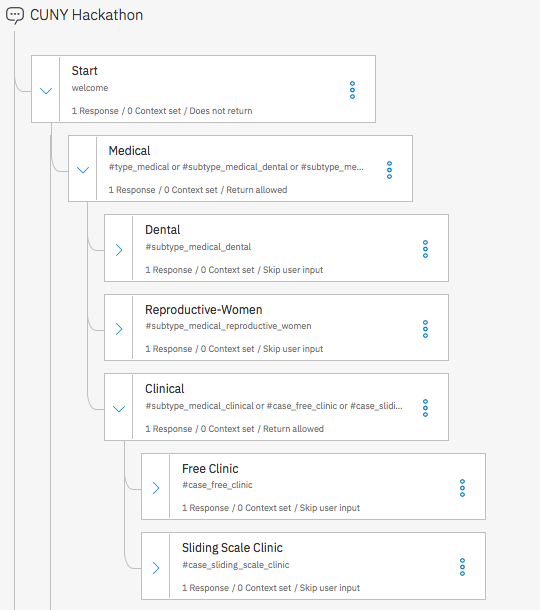 CUNY Hackathon
Start
welcome
1 Response / 0 Context set / Does not return
Medical
#type_medical or #subtype_medical_dental or #subtype_me...
1 Response / 0 Context set / Return allowed
Dental
#subtype_medical_dental
1 Response / 0 Context set / Skip user input
Reproductive-Women
#subtype_medical_reproductive_women
1 Response / 0 Context set / Skip user input
Clinical
#subtype_medical_clinical or #case_free_clinic or #case_slidi...
1 Response / 0 Context set / Return allowed
Free Clinic
#case_free_clinic
1 Response / 0 Context set / Skip user input
Sliding Scale Clinic
#case_sliding_scale_clinic
1 Response / 0 Context set / Skip user input